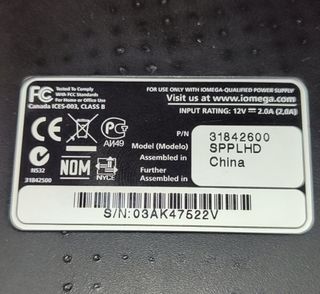 FC
Tested To Comply
With FCC Standards
For Home or Office Use
Canada ICES-003, CLASS B
FOR USE ONLY WITH IOMEGA-QUALIFIED POWER SUPPLY
Visit us at www.iomega.com
INPUT RATING: 12V ⎓ 2.0A (2,0A)
CE
АИ49
N532
31842500
NOM
NYCE
P/N 31842600
Model (Modelo) SPPLHD
Assembled in China
Further
Assembled in
S/N:03AK47522V